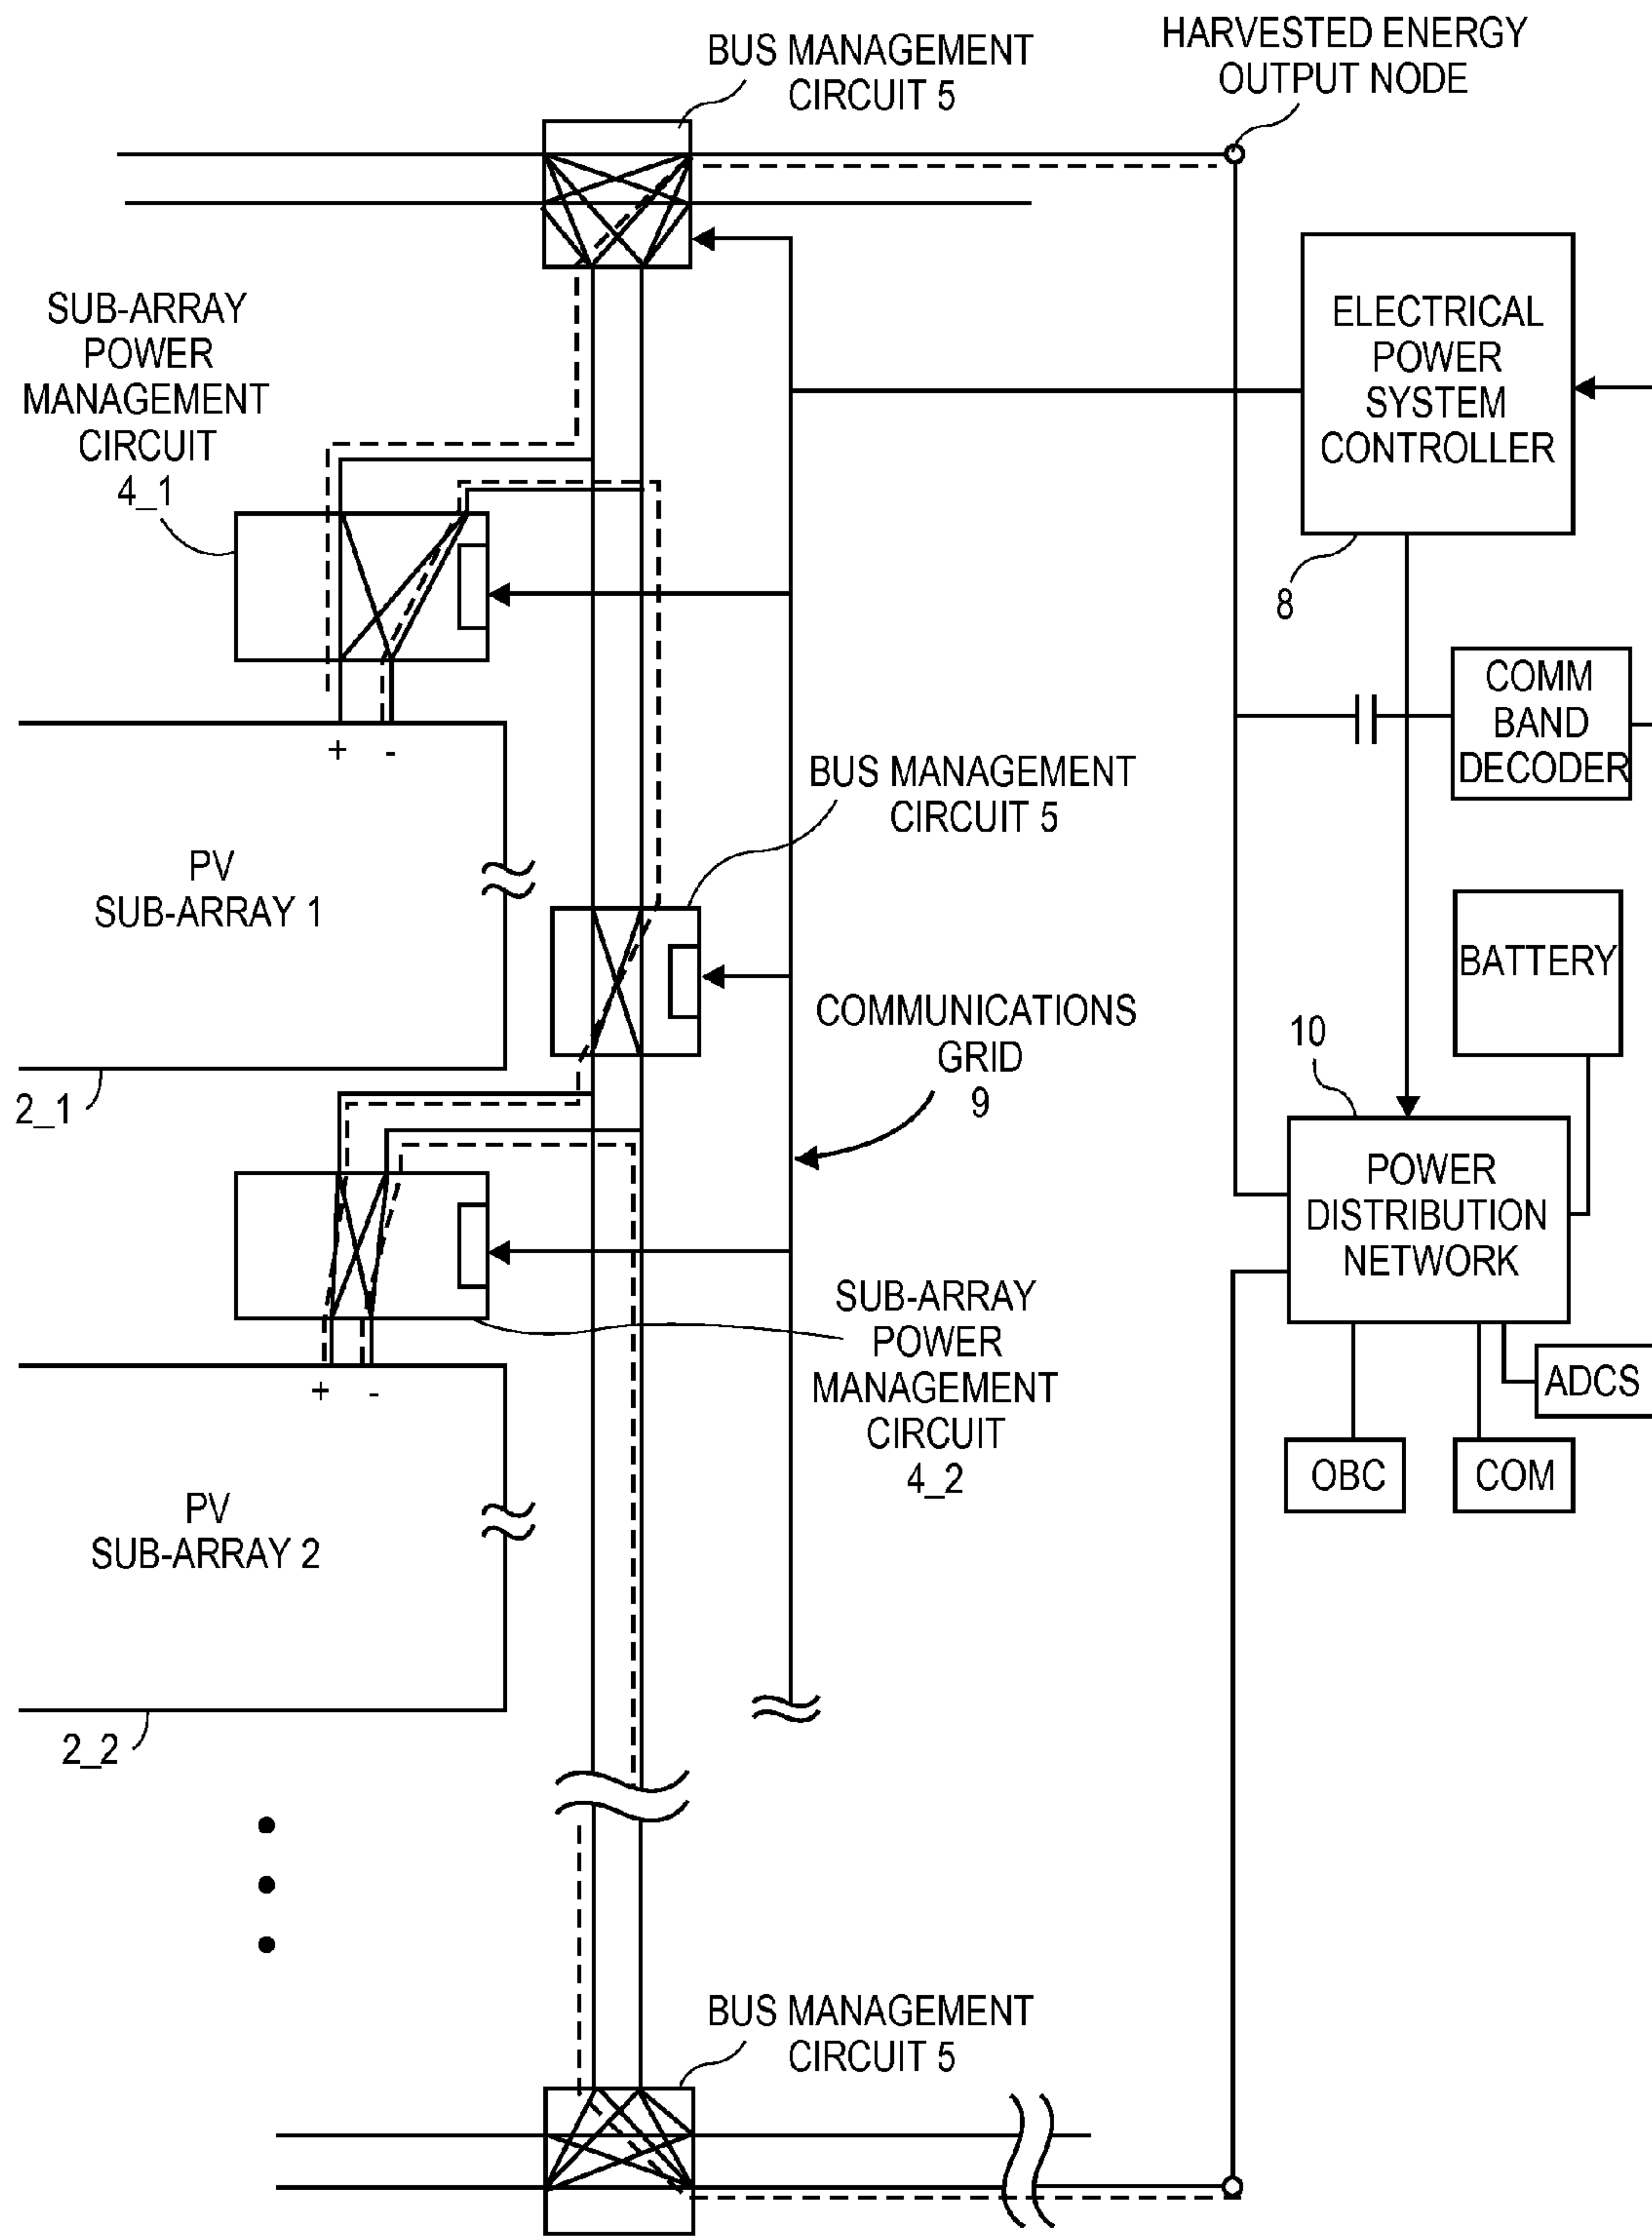 HARVESTED ENERGY
OUTPUT NODE
BUS MANAGEMENT
CIRCUIT 5
SUB-ARRAY
POWER
MANAGEMENT
CIRCUIT
4_1
ELECTRICAL
POWER
SYSTEM
CONTROLLER
8
COMM
BAND
DECODER
+ -
PV
SUB-ARRAY 1
2_1
BUS MANAGEMENT
CIRCUIT 5
COMMUNICATIONS
GRID
9
BATTERY
10
POWER
DISTRIBUTION
NETWORK
ADCS
OBC
COM
SUB-ARRAY
POWER
MANAGEMENT
CIRCUIT
4_2
+ -
PV
SUB-ARRAY 2
2_2
BUS MANAGEMENT
CIRCUIT 5